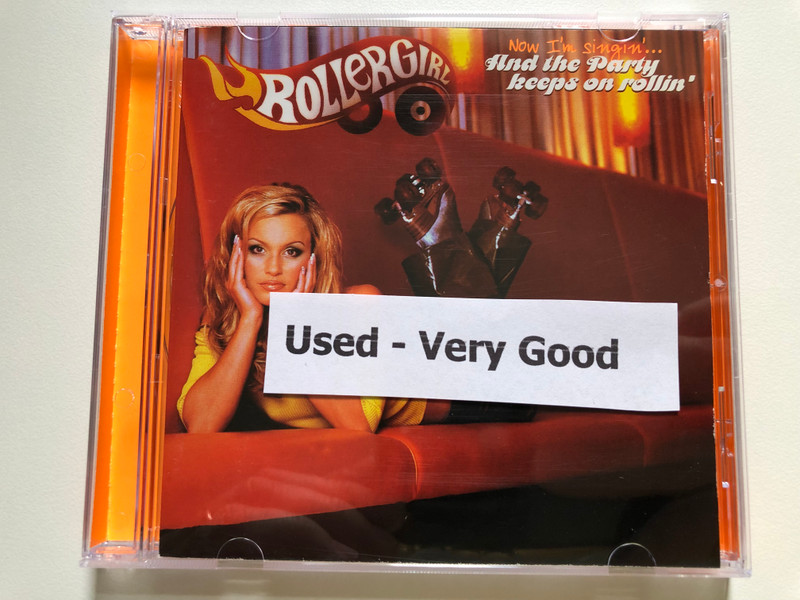 ROLLERGIRL
Now I'm singin'...
And the Party
keeps on rollin'
Used - Very Good